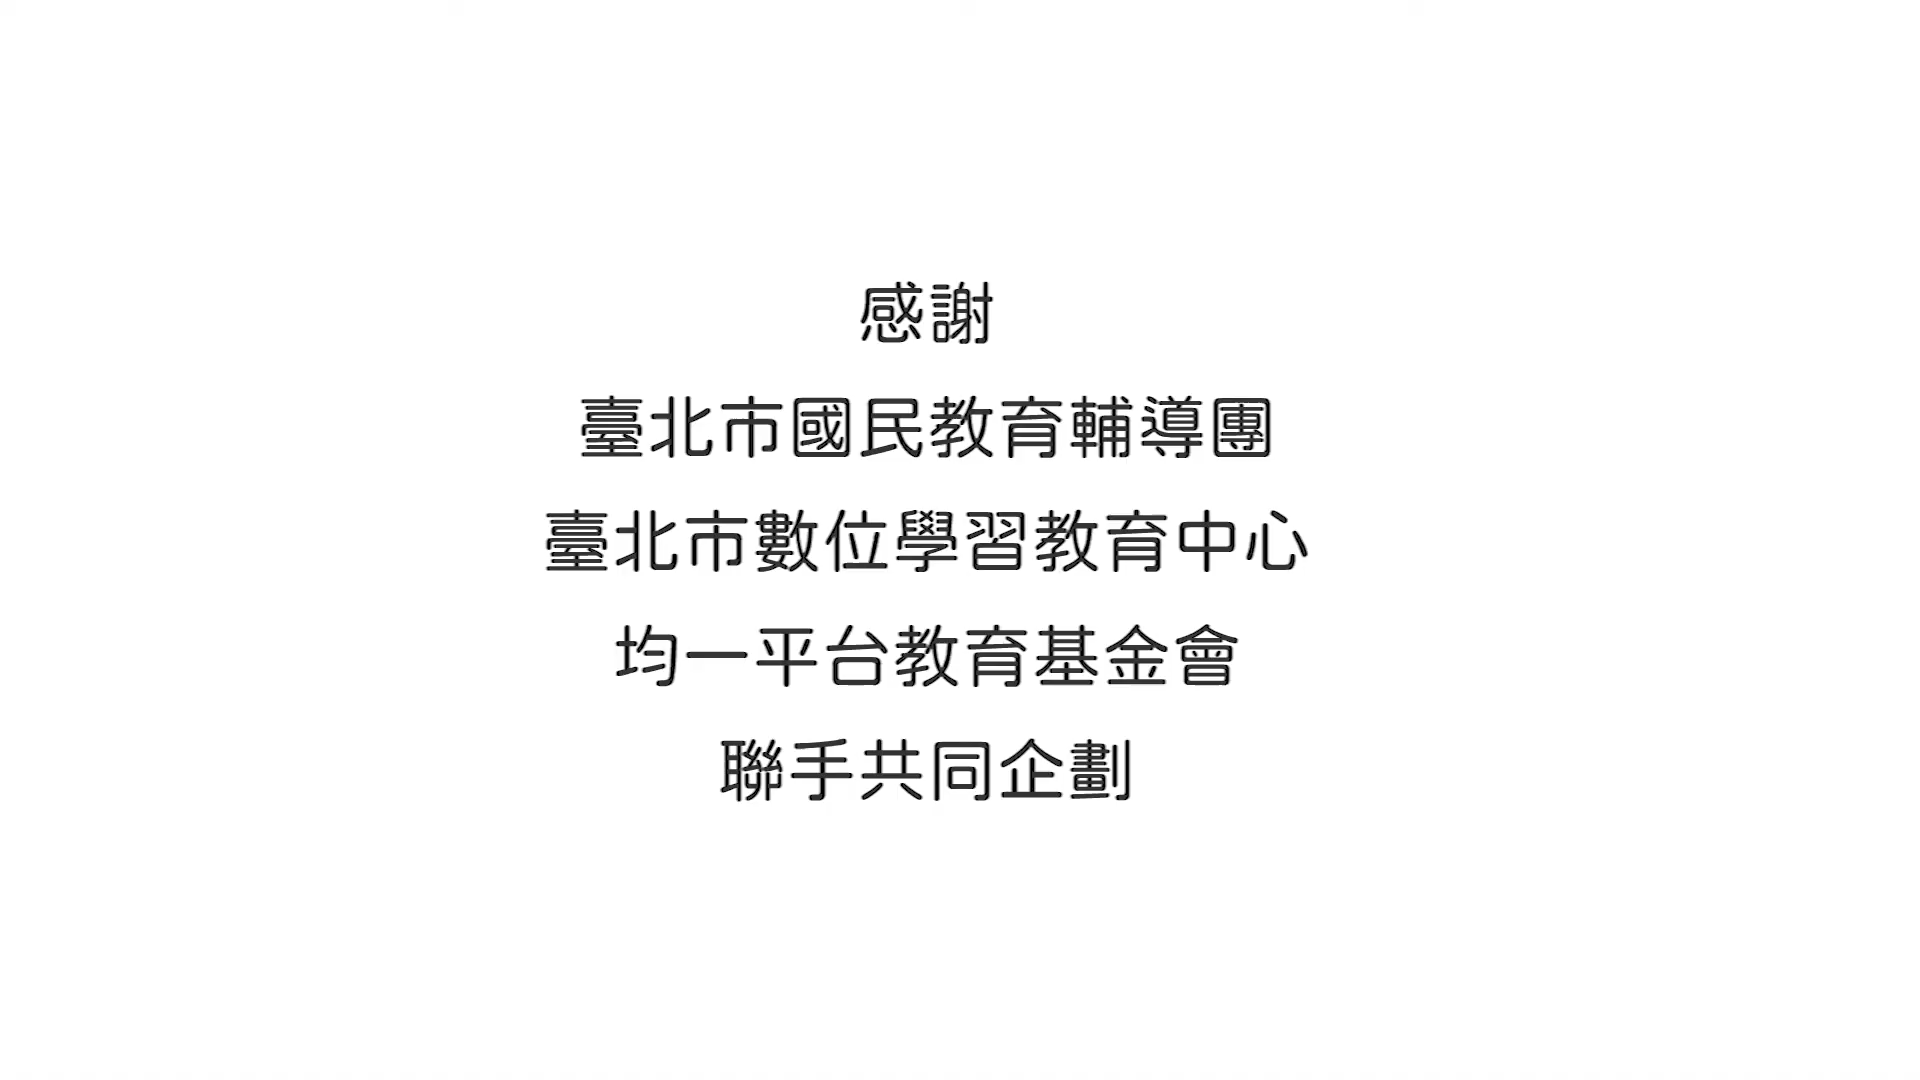 感謝
臺北市國民教育輔導團
臺北市數位學習教育中心
均一平台教育基金會
聯手共同企劃